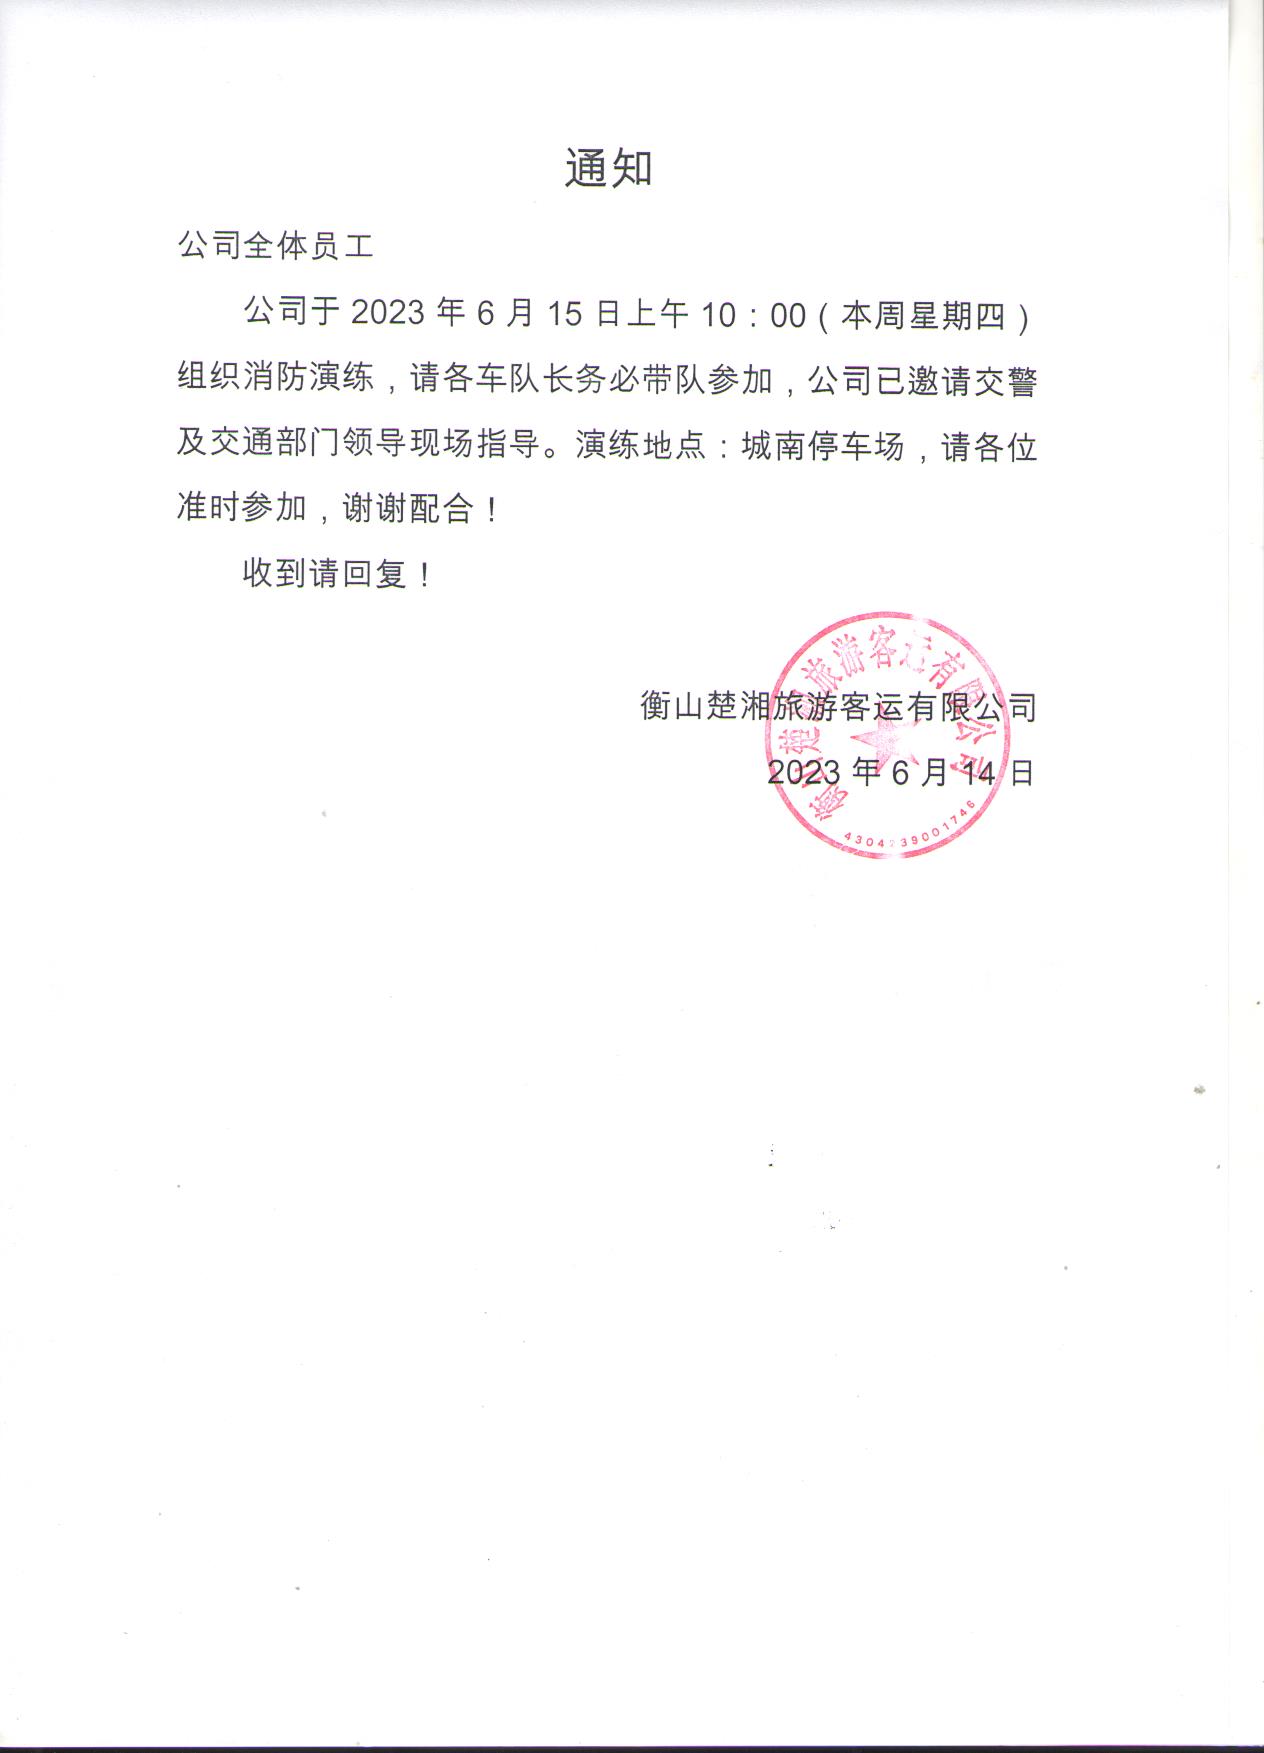 通知
公司全体员工
公司于 2023 年 6 月 15 日上午 10：00（本周星期四）
组织消防演练，请各车队长务必带队参加，公司已邀请交警
及交通部门领导现场指导。演练地点：城南停车场，请各位
准时参加，谢谢配合！
收到请回复！
衡山楚湘旅游客运有限公司
2023 年 6 月 14 日
衡山楚湘旅游客运有限公司
4304239001746